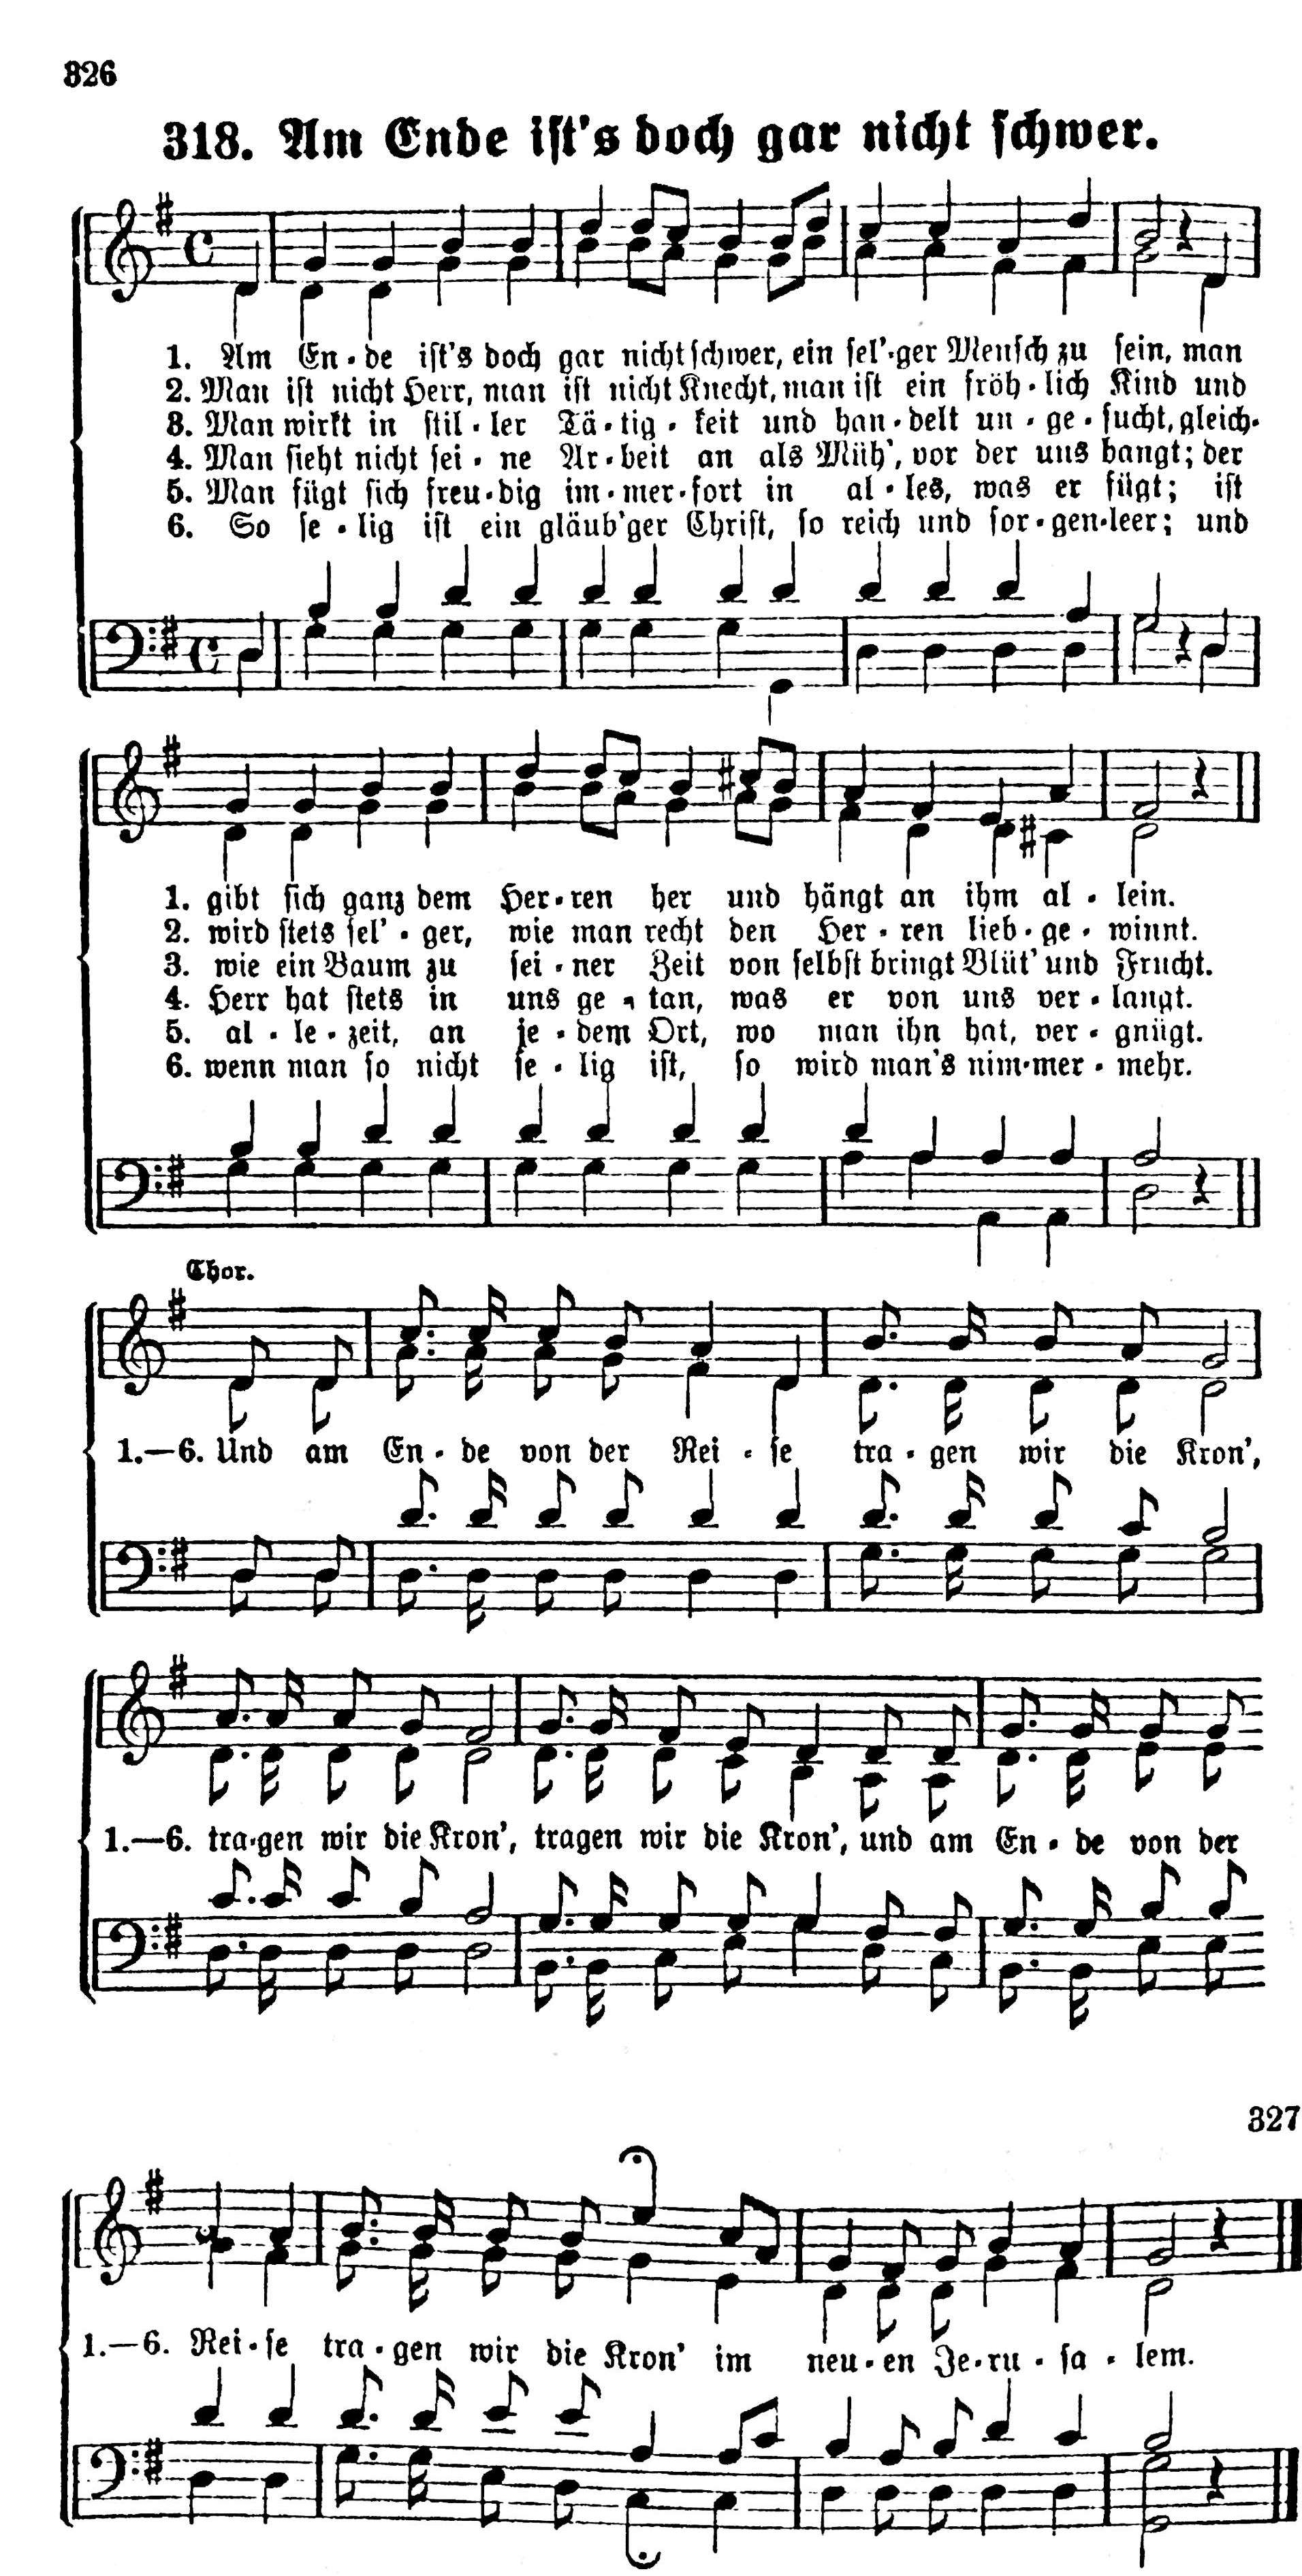 326
318. Am Ende ist's doch gar nicht schwer.
1. Am En-de ist's doch gar nicht schwer, ein sel'-ger Mensch zu sein, man
2. Man ist nicht Herr, man ist nicht Knecht, man ist ein fröh-lich Kind und
3. Man wirkt in stil-ler Tä-tig-keit und han-delt un-ge-sucht, gleich-
4. Man sieht nicht sei-ne Ar-beit an als Müh', vor der uns bangt; der
5. Man fügt sich freu-dig im-mer-fort in al-les, was er fügt; ist
6. So se-lig ist ein gläub'ger Christ, so reich und sor-gen-leer; und
1. gibt sich ganz dem Her-ren her und hängt an ihm al-lein.
2. wird stets sel'-ger, wie man recht den Her-ren lieb-ge-winnt.
3. wie ein Baum zu sei-ner Zeit von selbst bringt Blüt' und Frucht.
4. Herr hat stets in uns ge-tan, was er von uns ver-langt.
5. al-le-zeit, an je-dem Ort, wo man ihn hat, ver-gnügt.
6. wenn man so nicht se-lig ist, so wird man's nim-mer-mehr.
Chor.
1.—6. Und am En-de von der Rei-se tra-gen wir die Kron',
1.—6. tra-gen wir die Kron', tragen wir die Kron', und am En-de von der
327
1.—6. Rei-se tra-gen wir die Kron' im neu-en Je-ru-sa-lem.